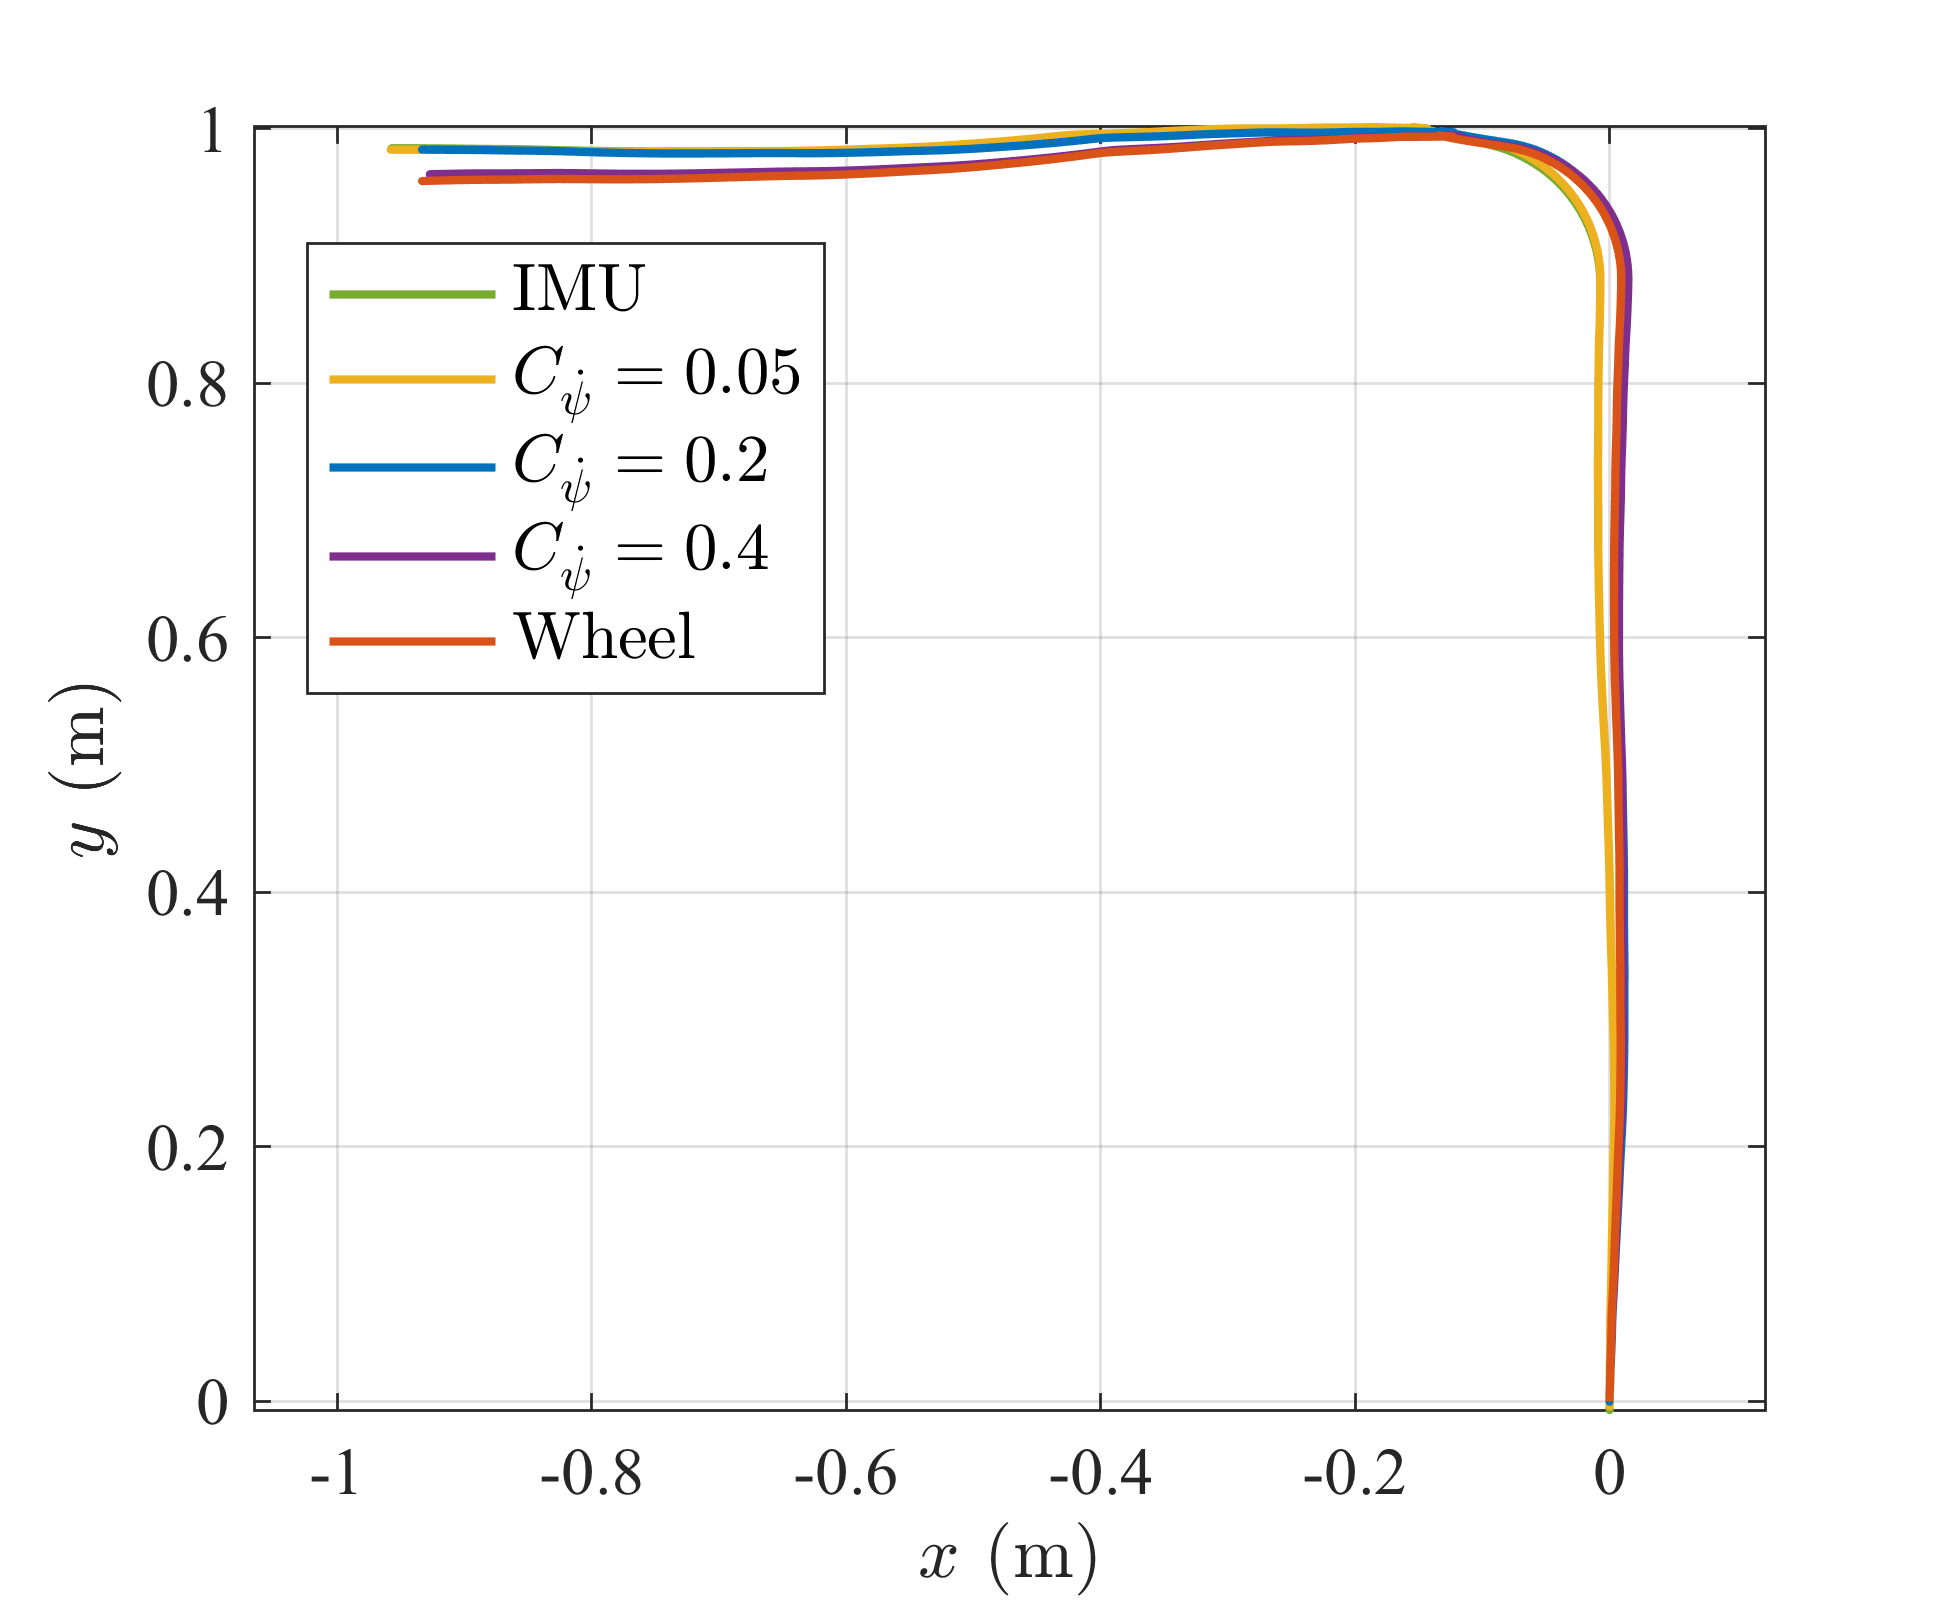 1
0.8
0.6
0.4
0.2
0
y (m)
IMU
C_ψ̇ = 0.05
C_ψ̇ = 0.2
C_ψ̇ = 0.4
Wheel
-1 -0.8 -0.6 -0.4 -0.2 0
x (m)